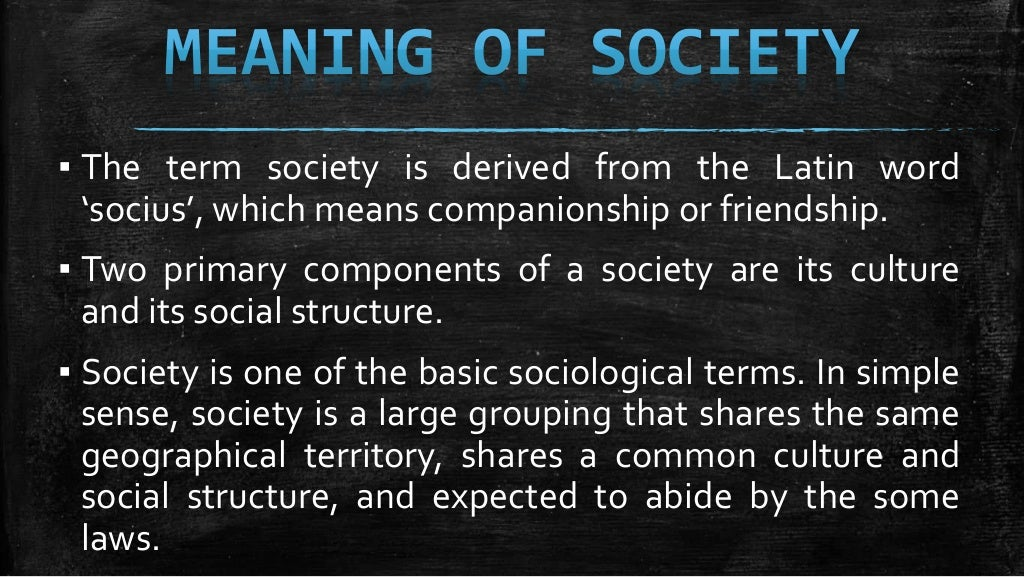 MEANING OF SOCIETY
▪ The term society is derived from the Latin word
‘socius’, which means companionship or friendship.
▪ Two primary components of a society are its culture
and its social structure.
▪ Society is one of the basic sociological terms. In simple
sense, society is a large grouping that shares the same
geographical territory, shares a common culture and
social structure, and expected to abide by the some
laws.